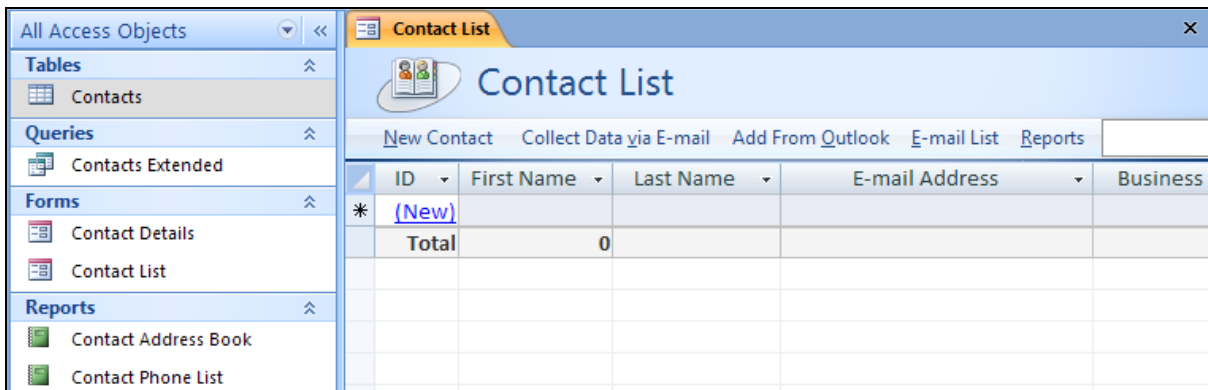 All Access Objects
Tables
Contacts
Queries
Contacts Extended
Forms
Contact Details
Contact List
Reports
Contact Address Book
Contact Phone List
Contact List
Contact List
New Contact Collect Data via E-mail Add From Outlook E-mail List Reports
ID First Name Last Name E-mail Address Business
* (New)
Total 0